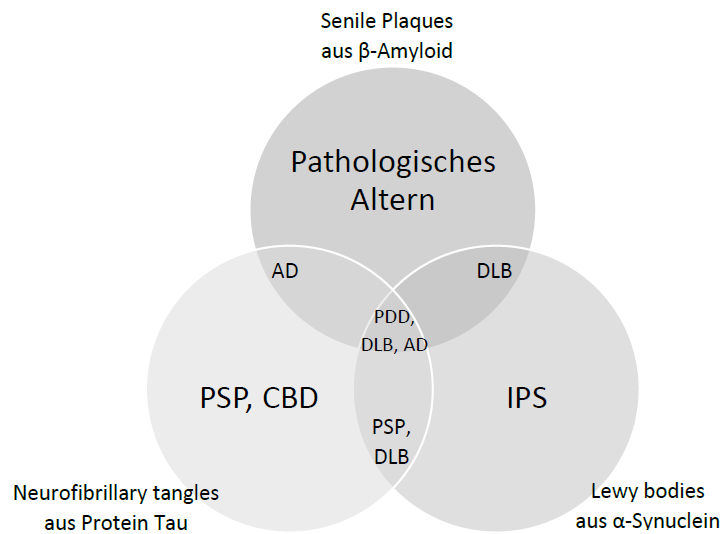 Senile Plaques
aus β-Amyloid
Pathologisches
Altern
AD
DLB
PDD,
DLB, AD
PSP, CBD
IPS
PSP,
DLB
Neurofibrillary tangles
aus Protein Tau
Lewy bodies
aus α-Synuclein